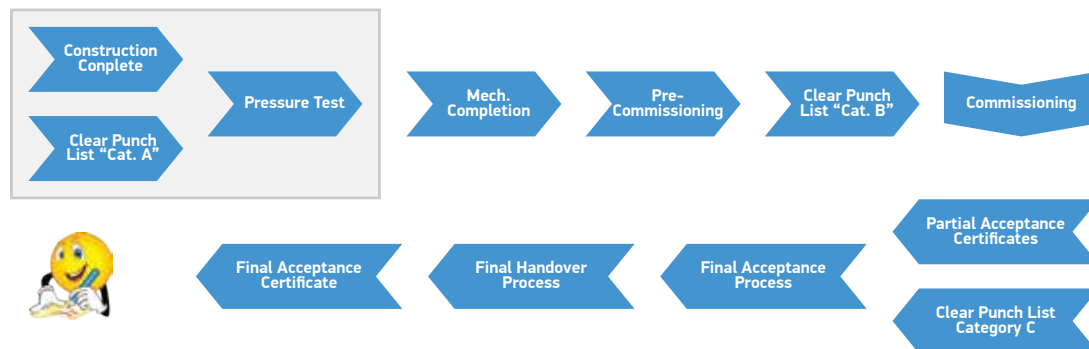 Construction
Conplete
Clear Punch
List “Cat. A”
Pressure Test
Mech.
Completion
Pre-
Commissioning
Clear Punch
List “Cat. B”
Commissioning
Partial Acceptance
Certificates
Clear Punch List
Category C
Final Acceptance
Process
Final Handover
Process
Final Acceptance
Certificate